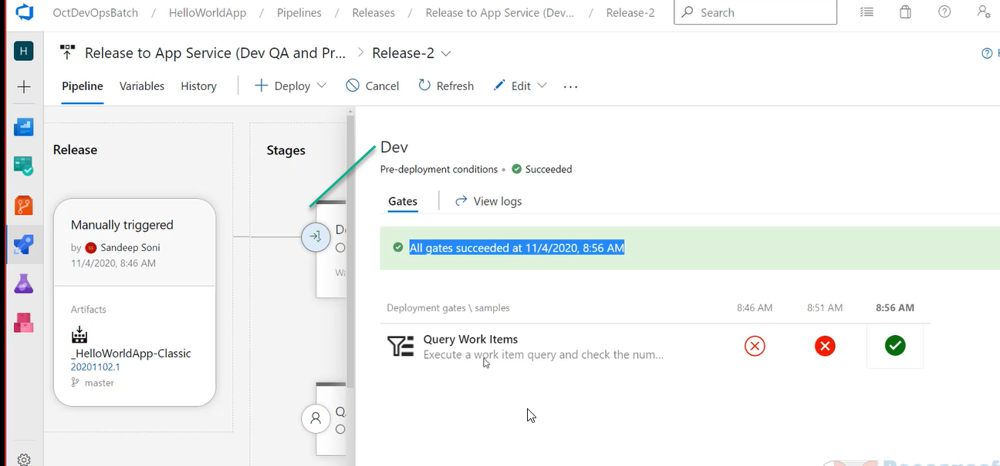 OctDevOpsBatch / HelloWorldApp / Pipelines / Releases / Release to App Service (Dev... / Release-2
Search
H
Release to App Service (Dev QA and Pr... > Release-2
Pipeline Variables History Deploy Cancel Refresh Edit ...
Release
Stages
Manually triggered
by SS Sandeep Soni
11/4/2020, 8:46 AM
Artifacts
_HelloWorldApp-Classic
20201102.1
master
Dev
Pre-deployment conditions • Succeeded
Gates View logs
All gates succeeded at 11/4/2020, 8:56 AM
Deployment gates \ samples 8:46 AM 8:51 AM 8:56 AM
Query Work Items
Execute a work item query and check the num...